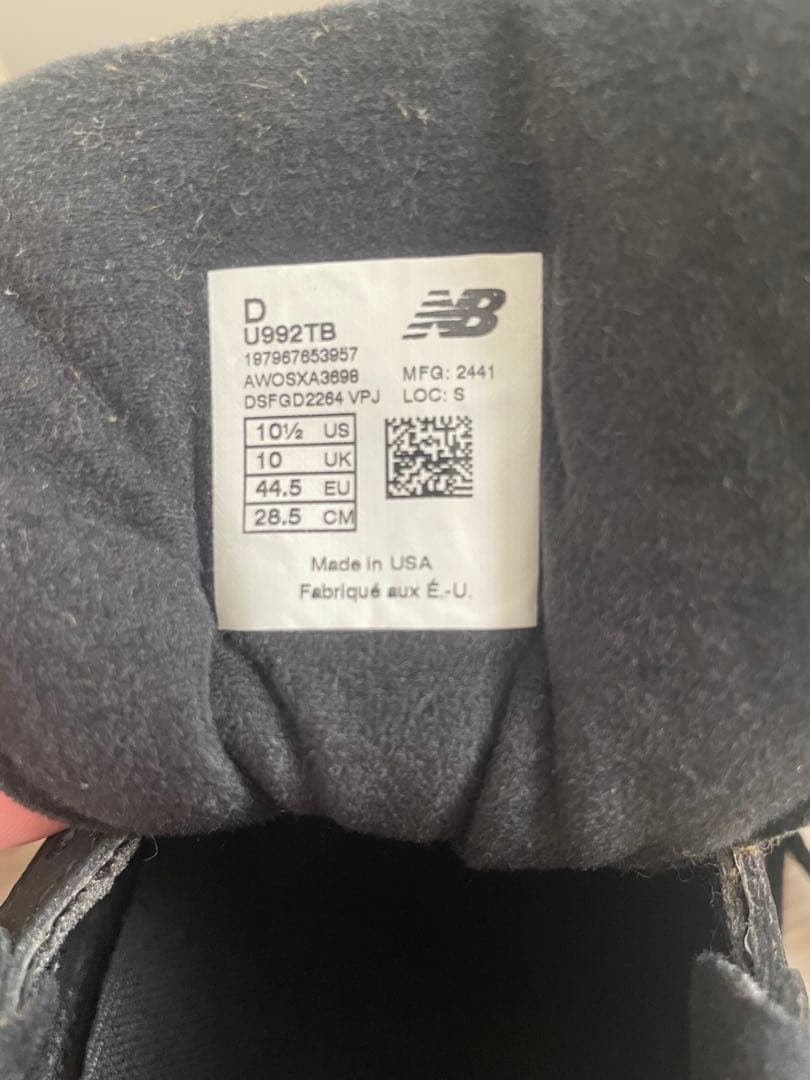 D
NB
U992TB
197967653957
AWOSXA3698 MFG: 2441
DSFGD2264 VPJ LOC: S
10½ US
10 UK
44.5 EU
28.5 CM
Made in USA
Fabriqué aux É.-U.